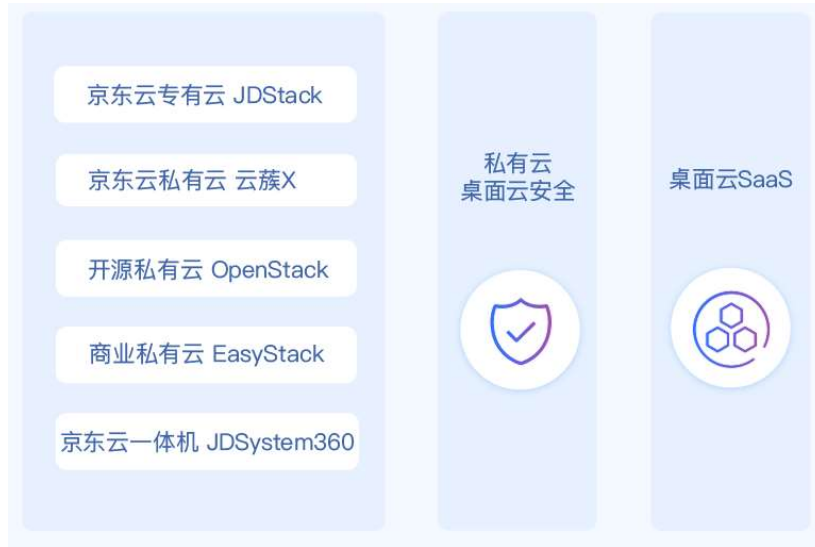 京东云专有云 JDStack
京东云私有云 云蔟X
开源私有云 OpenStack
商业私有云 EasyStack
京东云一体机 JDSystem360
私有云
桌面云安全
桌面云SaaS